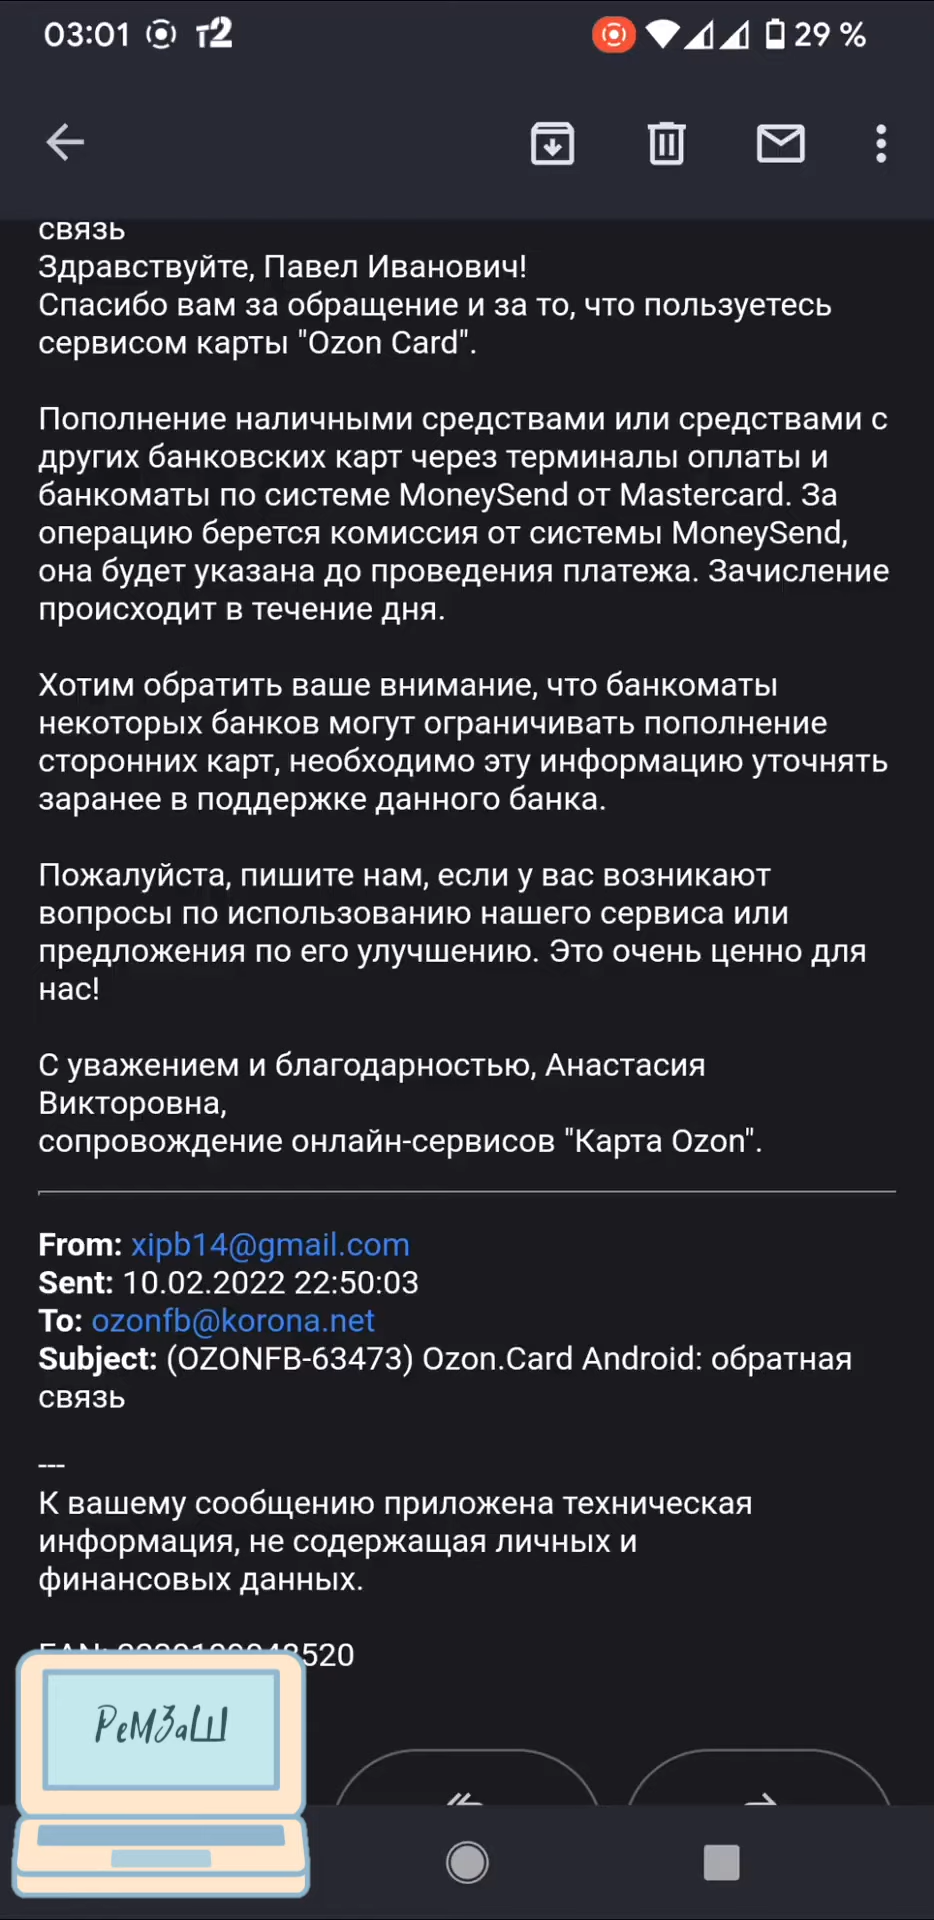 03:01 т2 29 %
связь
Здравствуйте, Павел Иванович!
Спасибо вам за обращение и за то, что пользуетесь
сервисом карты "Ozon Card".
Пополнение наличными средствами или средствами с
других банковских карт через терминалы оплаты и
банкоматы по системе MoneySend от Mastercard. За
операцию берется комиссия от системы MoneySend,
она будет указана до проведения платежа. Зачисление
происходит в течение дня.
Хотим обратить ваше внимание, что банкоматы
некоторых банков могут ограничивать пополнение
сторонних карт, необходимо эту информацию уточнять
заранее в поддержке данного банка.
Пожалуйста, пишите нам, если у вас возникают
вопросы по использованию нашего сервиса или
предложения по его улучшению. Это очень ценно для
нас!
С уважением и благодарностью, Анастасия
Викторовна,
сопровождение онлайн-сервисов "Карта Ozon".
From: xipb14@gmail.com
Sent: 10.02.2022 22:50:03
To: ozonfb@korona.net
Subject: (OZONFB-63473) Ozon.Card Android: обратная
связь
---
К вашему сообщению приложена техническая
информация, не содержащая личных и
финансовых данных.
EAN:
РеМЗаШ